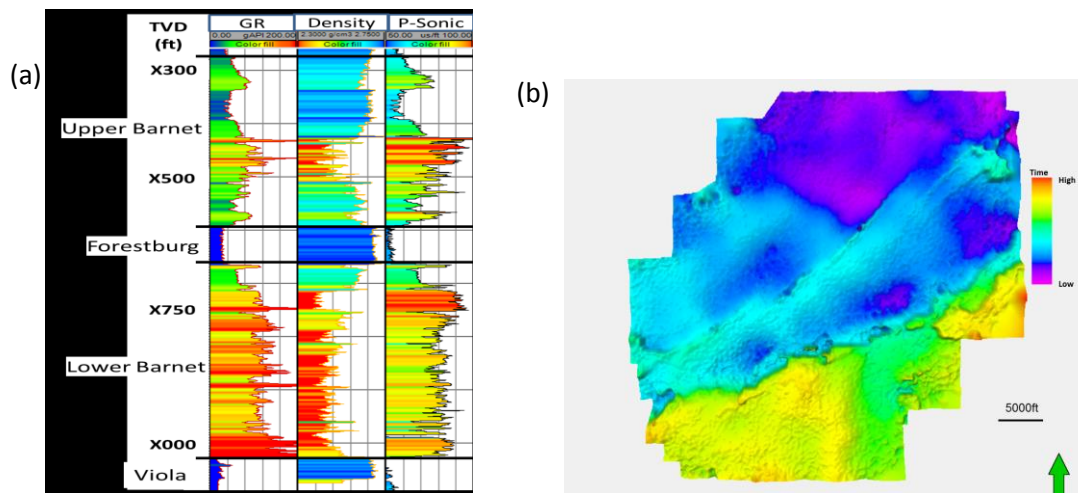 (a)
TVD
(ft)
GR
Density
P-Sonic
0.00 gAPI 200.00
2.3000 g/cm3 2.7500
60.00 us/ft 100.00
Color fill
Color fill
Color fill
X300
Upper Barnet
X500
Forestburg
X750
Lower Barnet
X000
Viola
(b)
Time
High
Low
5000ft